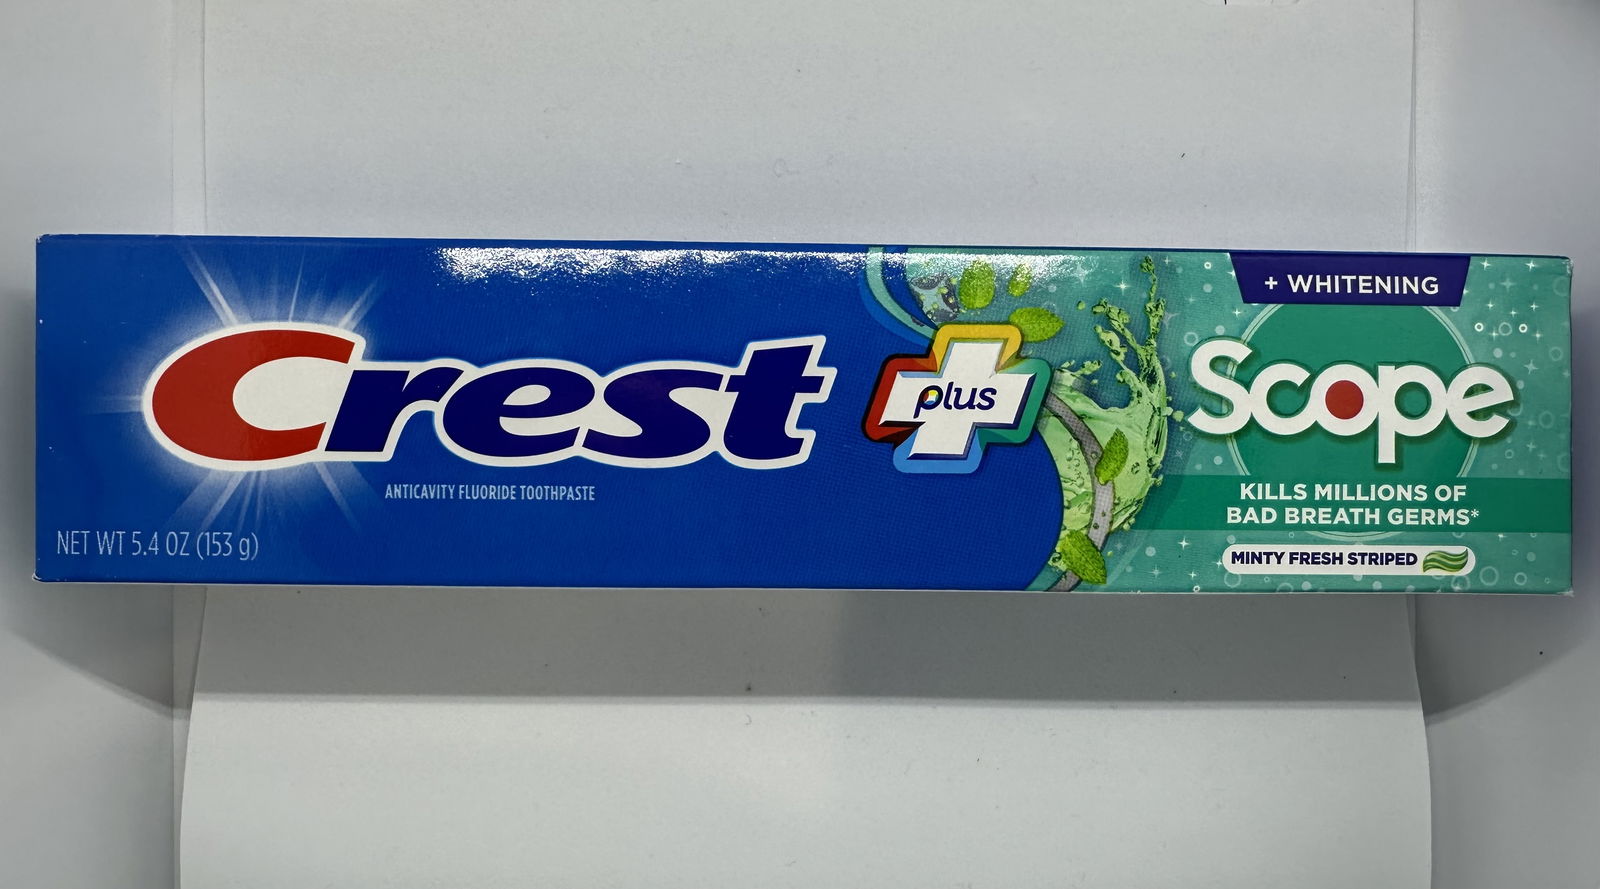 Crest
ANTICAVITY FLUORIDE TOOTHPASTE
NET WT 5.4 OZ (153 g)
plus
+ WHITENING
Scope
KILLS MILLIONS OF
BAD BREATH GERMS*
MINTY FRESH STRIPED